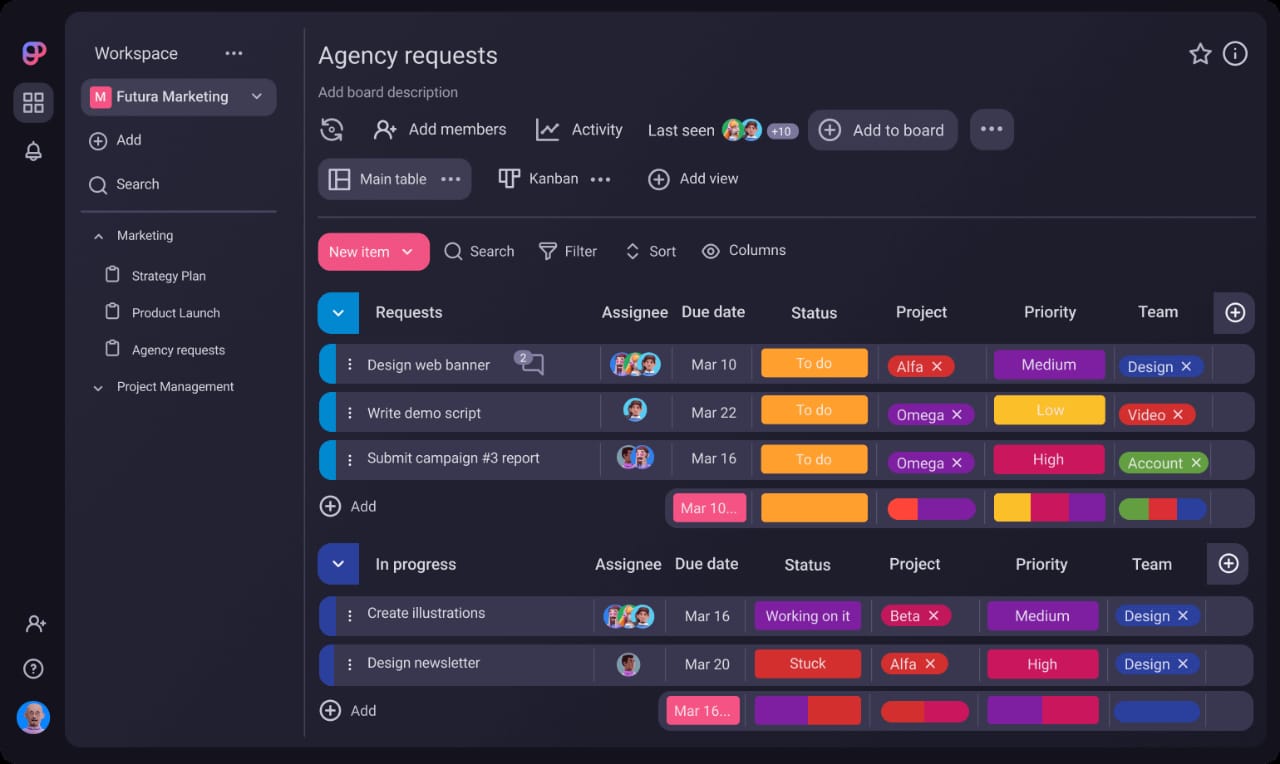 Workspace
M Futura Marketing
Add
Search
Marketing
Strategy Plan
Product Launch
Agency requests
Project Management
Agency requests
Add board description
Add members Activity Last seen +10 Add to board
Main table Kanban Add view
New item Search Filter Sort Columns
Requests Assignee Due date Status Project Priority Team
Design web banner 2 Mar 10 To do Alfa Medium Design
Write demo script Mar 22 To do Omega Low Video
Submit campaign #3 report Mar 16 To do Omega High Account
Add Mar 10...
In progress Assignee Due date Status Project Priority Team
Create illustrations Mar 16 Working on it Beta Medium Design
Design newsletter Mar 20 Stuck Alfa High Design
Add Mar 16...